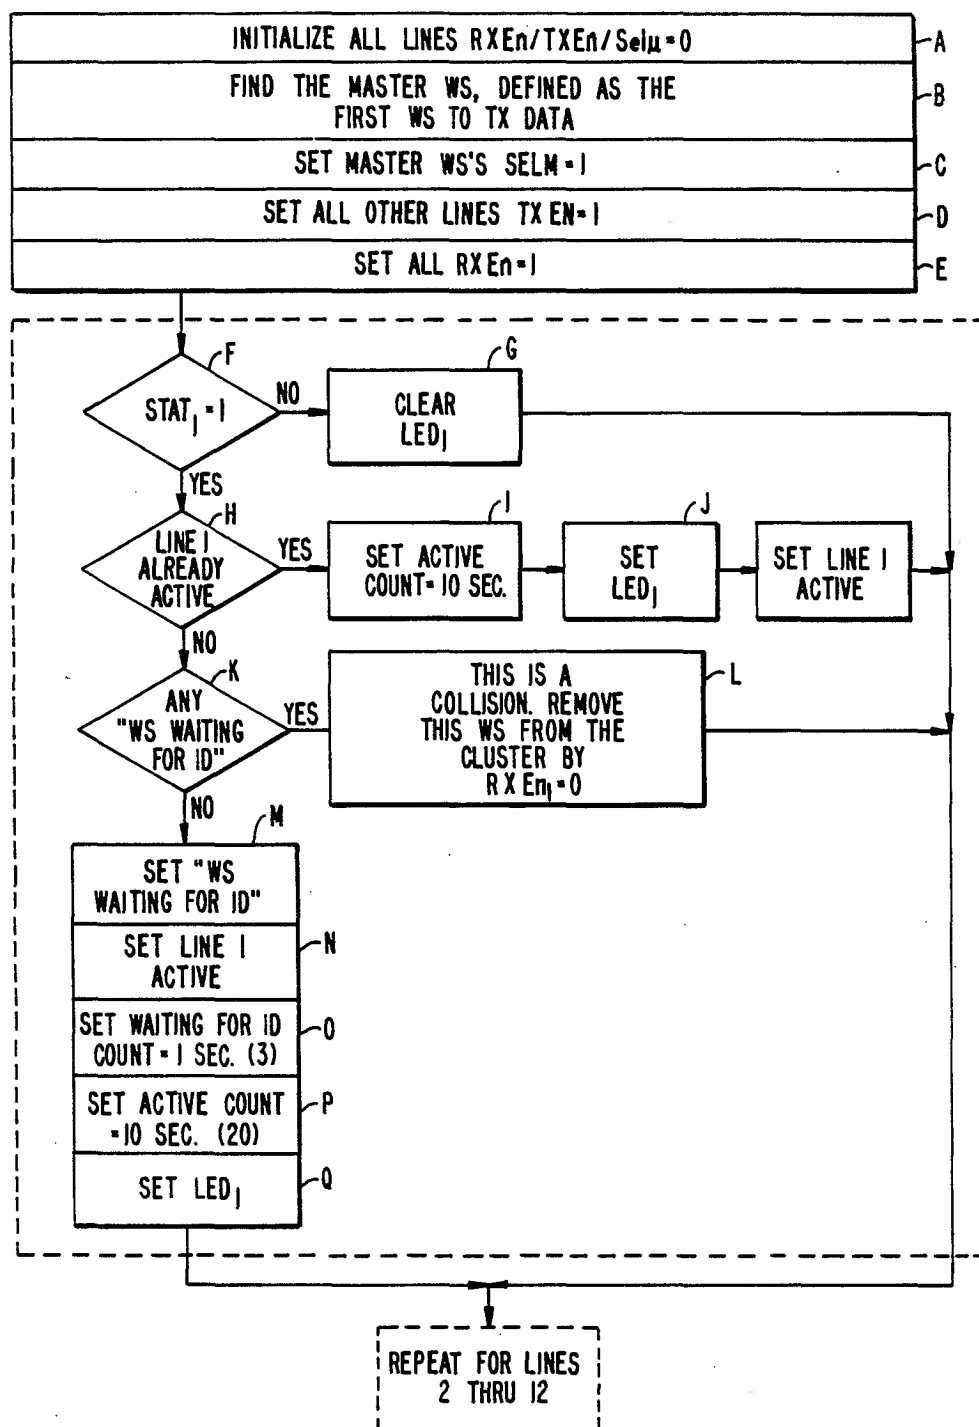 INITIALIZE ALL LINES RXEn/TXEn/Selμ=0
A
FIND THE MASTER WS, DEFINED AS THE
FIRST WS TO TX DATA
B
SET MASTER WS'S SELM=1
C
SET ALL OTHER LINES TX EN=1
D
SET ALL RXEn=1
E
F
STAT1=1
NO
G
CLEAR
LED1
YES
H
LINE 1
ALREADY
ACTIVE
YES
I
SET ACTIVE
COUNT=10 SEC.
J
SET
LED1
SET LINE 1
ACTIVE
NO
K
ANY
"WS WAITING
FOR ID"
YES
L
THIS IS A
COLLISION. REMOVE
THIS WS FROM THE
CLUSTER BY
RXEn1=0
NO
M
SET "WS
WAITING FOR ID"
SET LINE 1
ACTIVE
N
SET WAITING FOR ID
COUNT=1 SEC. (3)
O
SET ACTIVE COUNT
=10 SEC. (20)
P
SET LED1
Q
REPEAT FOR LINES
2 THRU 12